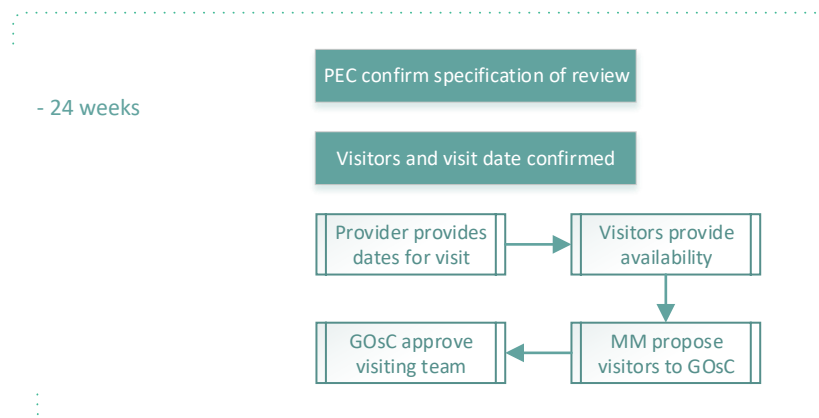 PEC confirm specification of review
- 24 weeks
Visitors and visit date confirmed
Provider provides
dates for visit
Visitors provide
availability
MM propose
visitors to GOsC
GOsC approve
visiting team